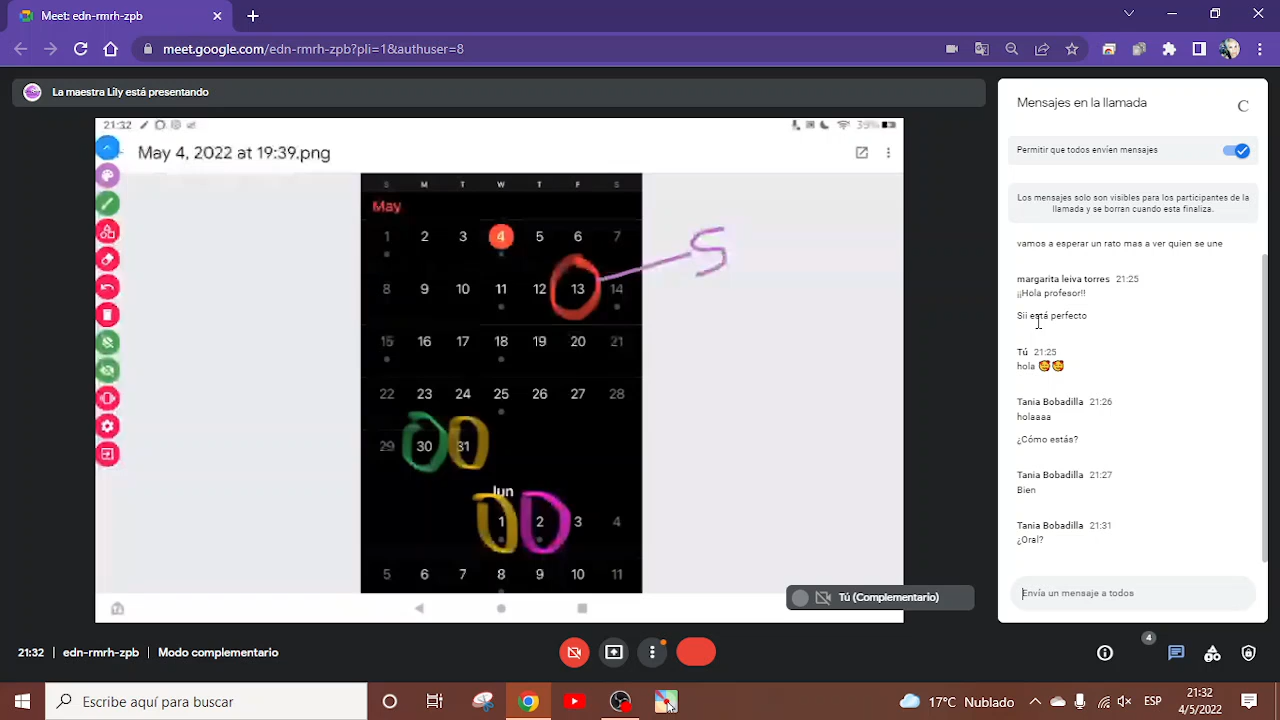 Meet edn-rmrh-zpb
meet.google.com/edn-rmrh-zpb?pli=1&authuser=8
La maestra Lily está presentando
21:32
39%
May 4, 2022 at 19:39.png
S M T W T F S
May
1 2 3 4 5 6 7
8 9 10 11 12 13 14
S
15 16 17 18 19 20 21
22 23 24 25 26 27 28
29 30 31
Jun
1 2 3 4
5 6 7 8 9 10 11
Tú (Complementario)
Mensajes en la llamada
Permitir que todos envíen mensajes
Los mensajes solo son visibles para los participantes de la
llamada y se borran cuando esta finaliza.
vamos a esperar un rato mas a ver quien se une
margarita leiva torres 21:25
¡¡Hola profesor!!
Sii está perfecto
Tú 21:25
hola 🥰🥰
Tania Bobadilla 21:26
holaaaa
¿Cómo estás?
Tania Bobadilla 21:27
Bien
Tania Bobadilla 21:31
¿Oral?
Envía un mensaje a todos
21:32 | edn-rmrh-zpb | Modo complementario
4
Escribe aquí para buscar
17°C Nublado
ESP
21:32
4/5/2022